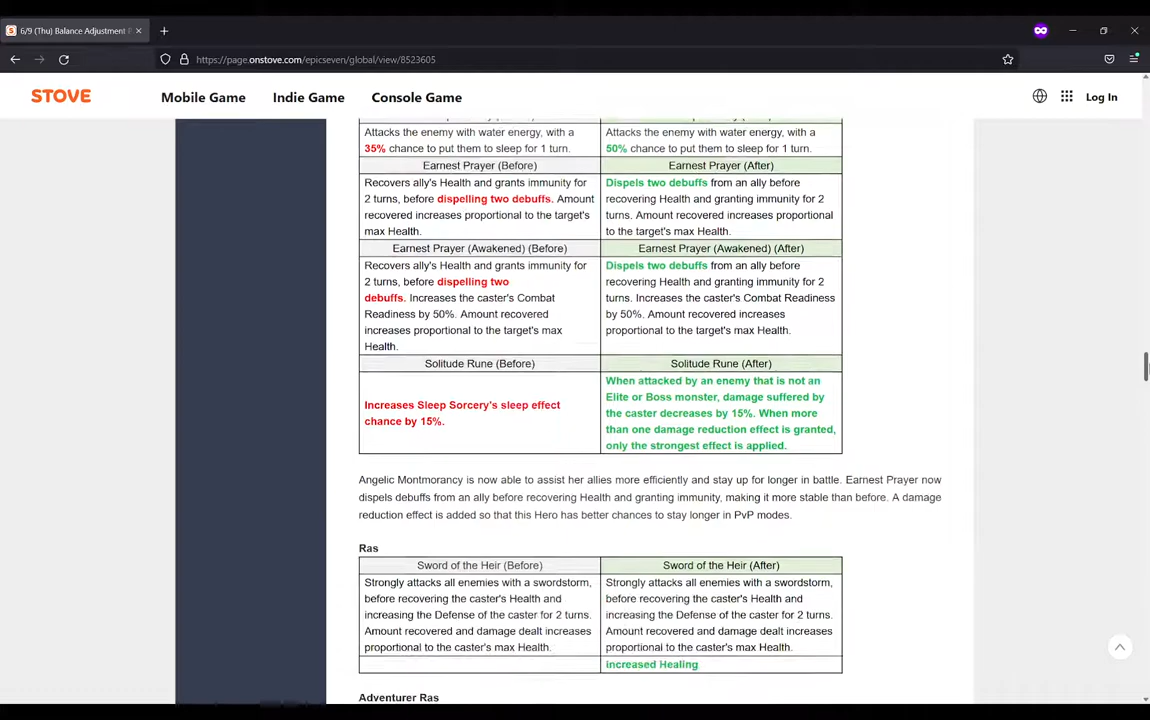 6/9 (Thu) Balance Adjustment
https://page.onstove.com/epicseven/global/view/8523605
STOVE
Mobile Game
Indie Game
Console Game
Log In
Attacks the enemy with water energy, with a
35% chance to put them to sleep for 1 turn.
Attacks the enemy with water energy, with a
50% chance to put them to sleep for 1 turn.
Earnest Prayer (Before)
Earnest Prayer (After)
Recovers ally's Health and grants immunity for
2 turns, before dispelling two debuffs. Amount
recovered increases proportional to the target's
max Health.
Dispels two debuffs from an ally before
recovering Health and granting immunity for 2
turns. Amount recovered increases proportional
to the target's max Health.
Earnest Prayer (Awakened) (Before)
Earnest Prayer (Awakened) (After)
Recovers ally's Health and grants immunity for
2 turns, before dispelling two
debuffs. Increases the caster's Combat
Readiness by 50%. Amount recovered
increases proportional to the target's max
Health.
Dispels two debuffs from an ally before
recovering Health and granting immunity for 2
turns. Increases the caster's Combat Readiness
by 50%. Amount recovered increases
proportional to the target's max Health.
Solitude Rune (Before)
Solitude Rune (After)
Increases Sleep Sorcery's sleep effect
chance by 15%.
When attacked by an enemy that is not an
Elite or Boss monster, damage suffered by
the caster decreases by 15%. When more
than one damage reduction effect is granted,
only the strongest effect is applied.
Angelic Montmorancy is now able to assist her allies more efficiently and stay up for longer in battle. Earnest Prayer now
dispels debuffs from an ally before recovering Health and granting immunity, making it more stable than before. A damage
reduction effect is added so that this Hero has better chances to stay longer in PvP modes.
Ras
Sword of the Heir (Before)
Sword of the Heir (After)
Strongly attacks all enemies with a swordstorm,
before recovering the caster's Health and
increasing the Defense of the caster for 2 turns.
Amount recovered and damage dealt increases
proportional to the caster's max Health.
Strongly attacks all enemies with a swordstorm,
before recovering the caster's Health and
increasing the Defense of the caster for 2 turns.
Amount recovered and damage dealt increases
proportional to the caster's max Health.
increased Healing
Adventurer Ras